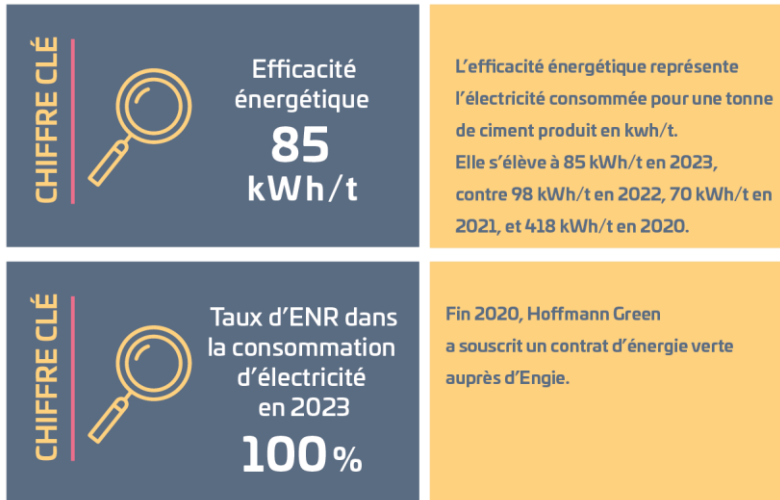 CHIFFRE CLÉ
Efficacité
énergétique
85
kWh/t
L'efficacité énergétique représente
l'électricité consommée pour une tonne
de ciment produit en kwh/t.
Elle s'élève à 85 kWh/t en 2023,
contre 98 kWh/t en 2022, 70 kWh/t en
2021, et 418 kWh/t en 2020.
CHIFFRE CLÉ
Taux d'ENR dans
la consommation
d'électricité
en 2023
100 %
Fin 2020, Hoffmann Green
a souscrit un contrat d'énergie verte
auprès d'Engie.